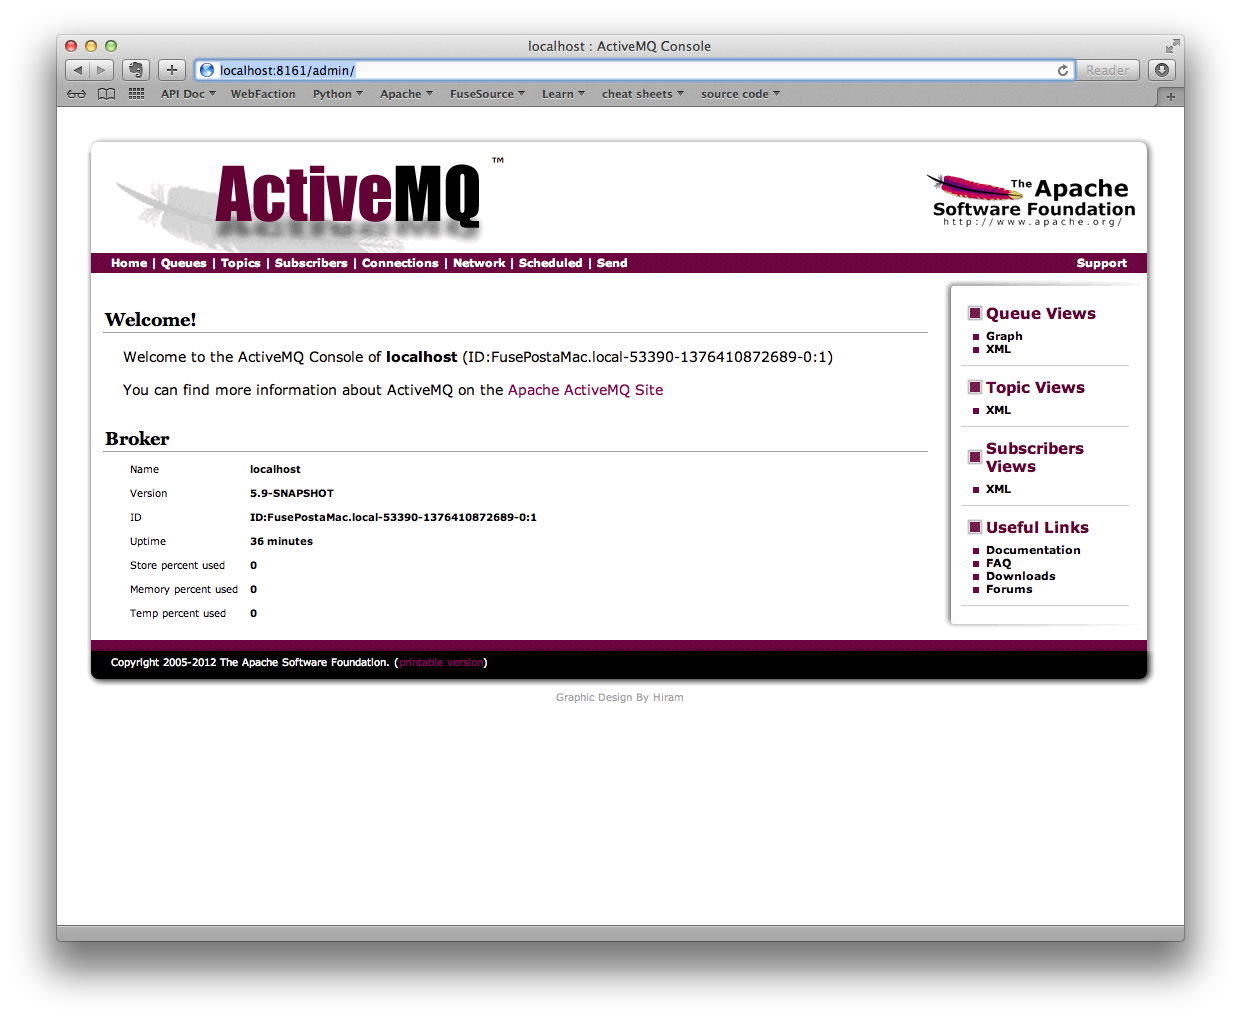 localhost : ActiveMQ Console
localhost:8161/admin/
Reader
API Doc WebFaction Python Apache FuseSource Learn cheat sheets source code
ActiveMQ ™
The Apache
Software Foundation
http://www.apache.org/
Home | Queues | Topics | Subscribers | Connections | Network | Scheduled | Send
Support
Welcome!
Welcome to the ActiveMQ Console of localhost (ID:FusePostaMac.local-53390-1376410872689-0:1)
You can find more information about ActiveMQ on the Apache ActiveMQ Site
Broker
Name localhost
Version 5.9-SNAPSHOT
ID ID:FusePostaMac.local-53390-1376410872689-0:1
Uptime 36 minutes
Store percent used 0
Memory percent used 0
Temp percent used 0
Queue Views
Graph
XML
Topic Views
XML
Subscribers
Views
XML
Useful Links
Documentation
FAQ
Downloads
Forums
Copyright 2005-2012 The Apache Software Foundation. (printable version)
Graphic Design By Hiram